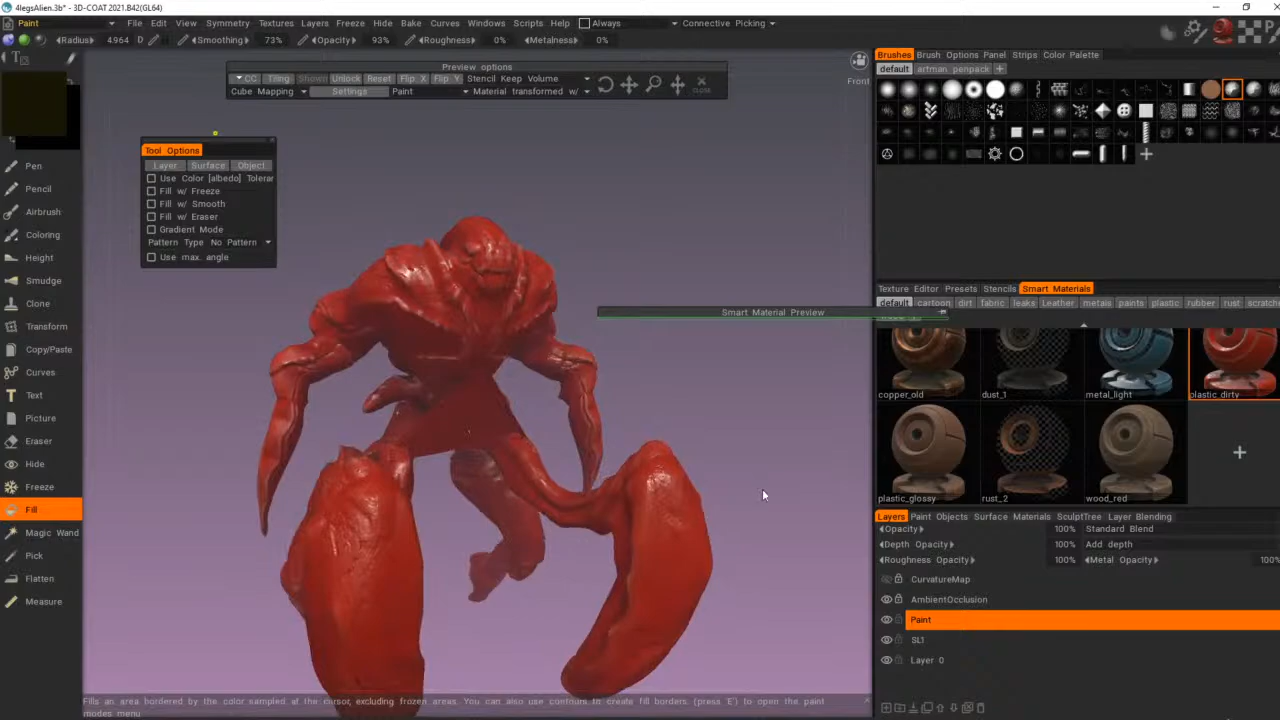 4legsAlien.3b* - 3D-COAT 2021.B42(GL64)
Paint File Edit View Symmetry Textures Layers Freeze Hide Bake Curves Windows Scripts Help Always Connective Picking
Radius 4.964 D Smoothing 73% Opacity 93% Roughness 0% Metalness 0%
Preview options
CC Tiling Shown Unlock Reset Flip X Flip Y Stencil Keep Volume
Cube Mapping Settings Paint Material transformed w/ CLOSE
Front
Brushes Brush Options Panel Strips Color Palette
default artman penpack
Tool Options
Layer Surface Object
Use Color [albedo] Tolerar
Fill w/ Freeze
Fill w/ Smooth
Fill w/ Eraser
Gradient Mode
Pattern Type No Pattern
Use max. angle
Pen
Pencil
Airbrush
Coloring
Height
Smudge
Clone
Transform
Copy/Paste
Curves
Text
Picture
Eraser
Hide
Freeze
Fill
Magic Wand
Pick
Flatten
Measure
Texture Editor Presets Stencils Smart Materials
default cartoon dirt fabric leaks Leather metals paints plastic rubber rust scratc
Smart Material Preview
copper_old dust_1 metal_light plastic_dirty
plastic_glossy rust_2 wood_red
Layers Paint Objects Surface Materials SculptTree Layer Blending
Opacity 100% Standard Blend
Depth Opacity 100% Add depth
Roughness Opacity 100% Metal Opacity 100%
CurvatureMap
AmbientOcclusion
Paint
SL1
Layer 0
Fills an area bordered by the color sampled at the cursor, excluding frozen areas. You can also use contours to create fill borders. (press 'E') to open the paint
modes menu